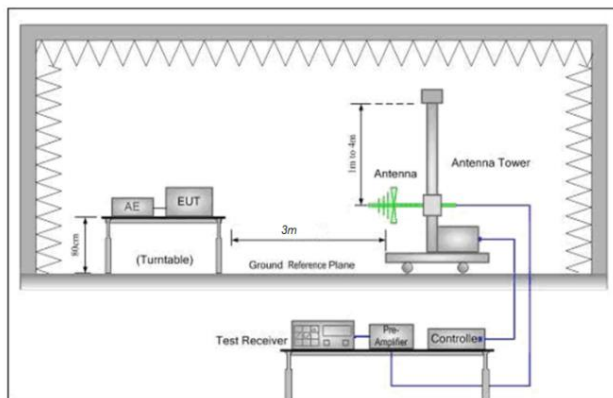 1m to 4m
Antenna
Antenna Tower
AE
EUT
3m
80cm
(Turntable)
Ground Reference Plane
Test Receiver
Pre-
Amplifier
Controller